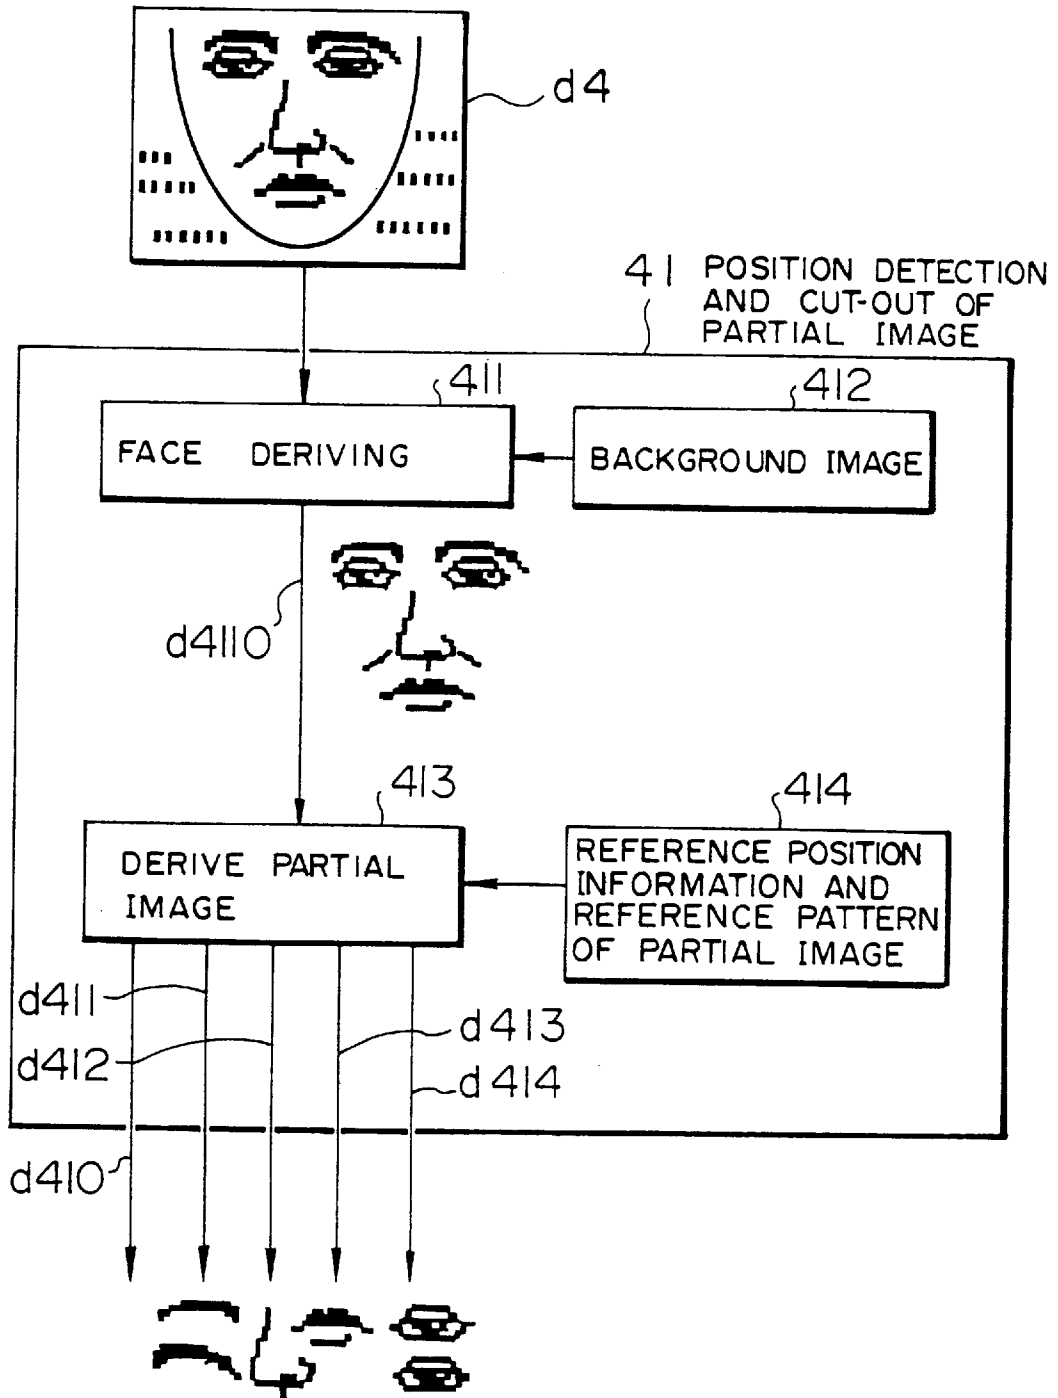 d4
41 POSITION DETECTION
AND CUT-OUT OF
PARTIAL IMAGE
411
412
FACE DERIVING
BACKGROUND IMAGE
d4110
413
414
DERIVE PARTIAL
IMAGE
REFERENCE POSITION
INFORMATION AND
REFERENCE PATTERN
OF PARTIAL IMAGE
d411
d413
d412
d414
d410